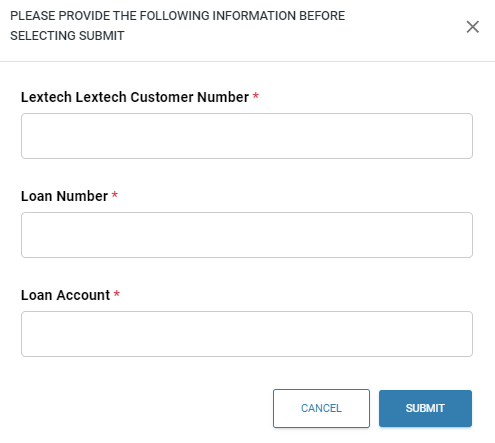 PLEASE PROVIDE THE FOLLOWING INFORMATION BEFORE
SELECTING SUBMIT
Lextech Lextech Customer Number *
Loan Number *
Loan Account *
CANCEL
SUBMIT